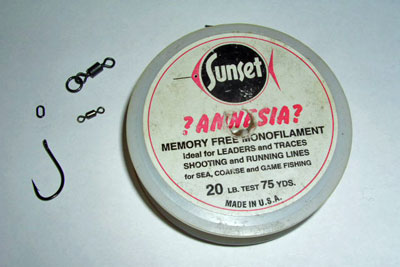 Sunset
?AMNESIA?
MEMORY FREE MONOFILAMENT
Ideal for LEADERS and TRACES
SHOOTING and RUNNING LINES
for SEA, COARSE and GAME FISHING
20 LB. TEST 75 YDS.
MADE IN U.S.A.